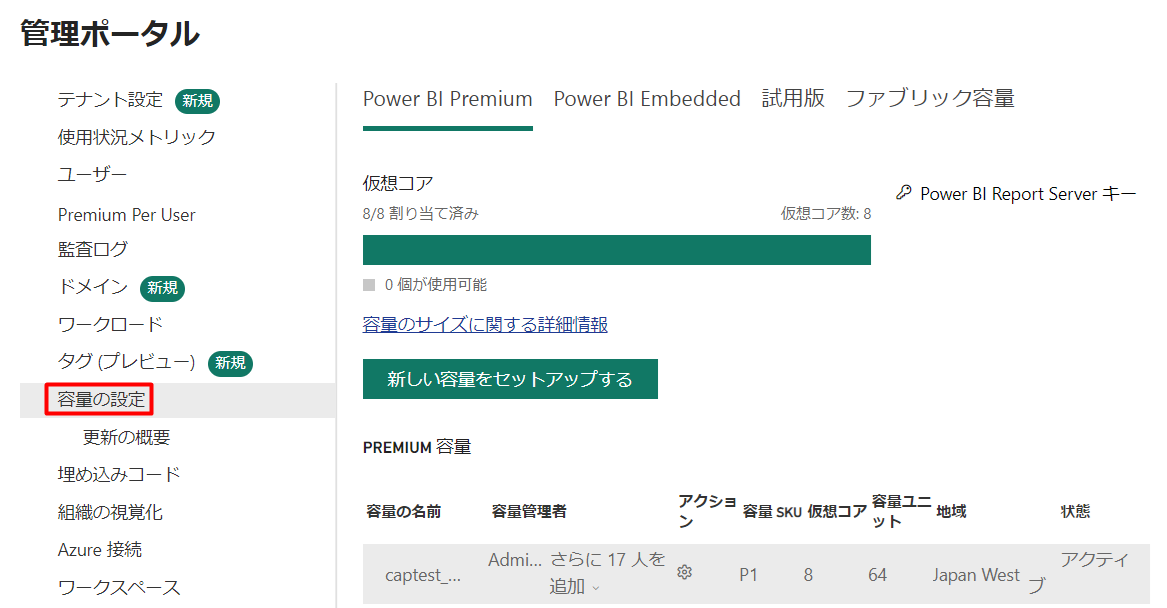 管理ポータル
テナント設定 新規
使用状況メトリック
ユーザー
Premium Per User
監査ログ
ドメイン 新規
ワークロード
タグ (プレビュー) 新規
容量の設定
更新の概要
埋め込みコード
組織の視覚化
Azure 接続
ワークスペース
Power BI Premium Power BI Embedded 試用版 ファブリック容量
仮想コア
8/8 割り当て済み 仮想コア数: 8
0 個が使用可能
Power BI Report Server キー
容量のサイズに関する詳細情報
新しい容量をセットアップする
PREMIUM 容量
容量の名前 容量管理者 アクション 容量 SKU 仮想コア 容量ユニット 地域 状態
captest_... Admi... さらに 17 人を追加 P1 8 64 Japan West アクティブ